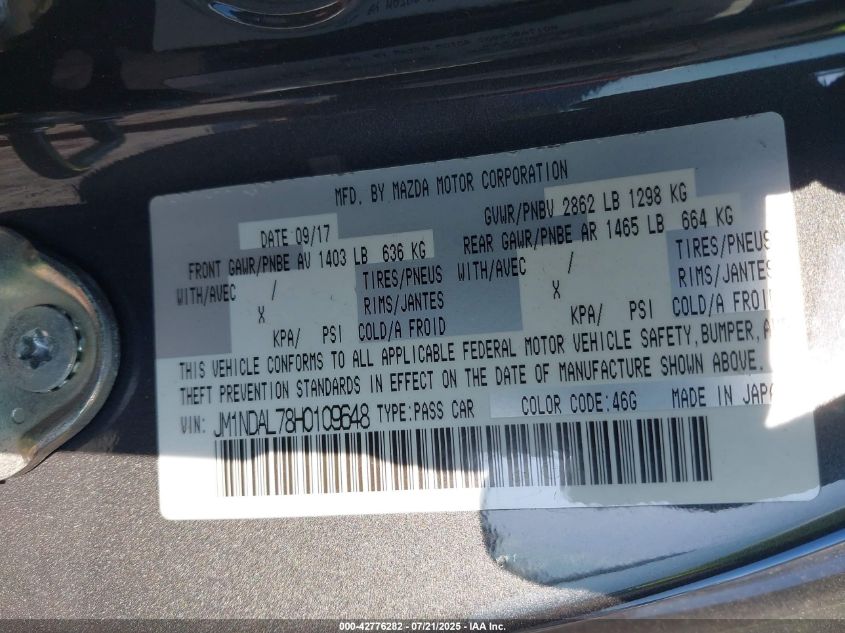 MFD. BY MAZDA MOTOR CORPORATION
DATE 09/17 GVWR/PNBV 2862 LB 1298 KG
FRONT GAWR/PNBE AV 1403 LB 636 KG REAR GAWR/PNBE AR 1465 LB 664 KG
WITH/AVEC / TIRES/PNEUS WITH/AVEC / TIRES/PNEUS
X RIMS/JANTES X RIMS/JANTES
KPA/ PSI COLD/A FROID KPA/ PSI COLD/A FROID
THIS VEHICLE CONFORMS TO ALL APPLICABLE FEDERAL MOTOR VEHICLE SAFETY, BUMPER,
THEFT PREVENTION STANDARDS IN EFFECT ON THE DATE OF MANUFACTURE SHOWN ABOVE.
VIN: JM1NDAL78H0109648 TYPE:PASS CAR COLOR CODE:46G MADE IN JAPA
000-42776282 - 07/21/2025 - IAA Inc.